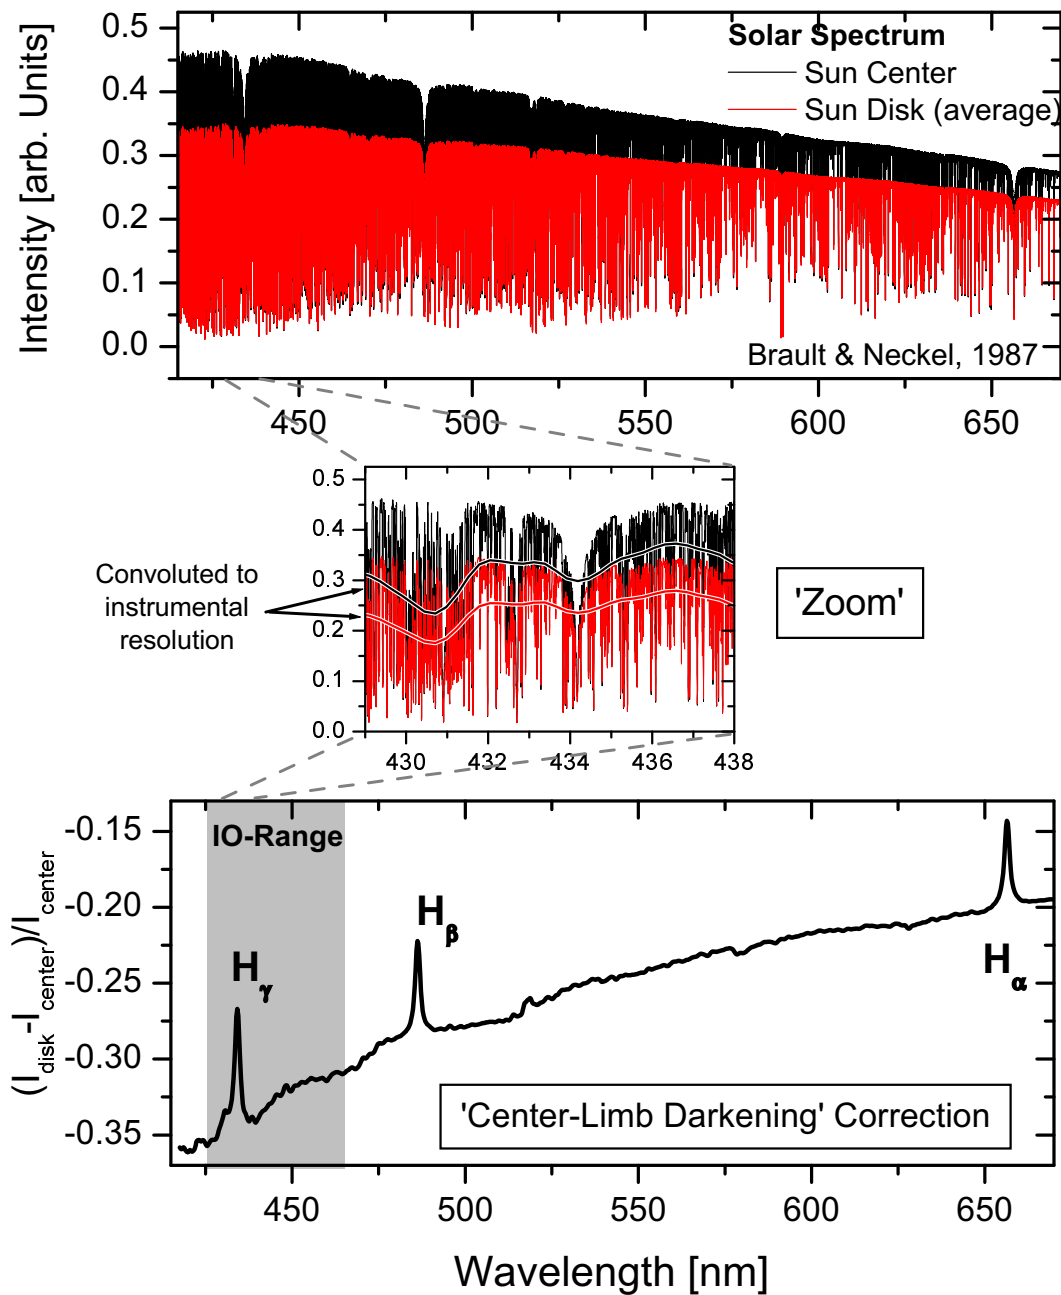 Solar Spectrum
Sun Center
Sun Disk (average)
Intensity [arb. Units]
0.5
0.4
0.3
0.2
0.1
0.0
Brault & Neckel, 1987
450 500 550 600 650
Convoluted to
instrumental
resolution
0.5
0.4
0.3
0.2
0.1
0.0
430 432 434 436 438
'Zoom'
(I_disk-I_center)/I_center
-0.15
-0.20
-0.25
-0.30
-0.35
IO-Range
Hγ
Hβ
Hα
'Center-Limb Darkening' Correction
450 500 550 600 650
Wavelength [nm]